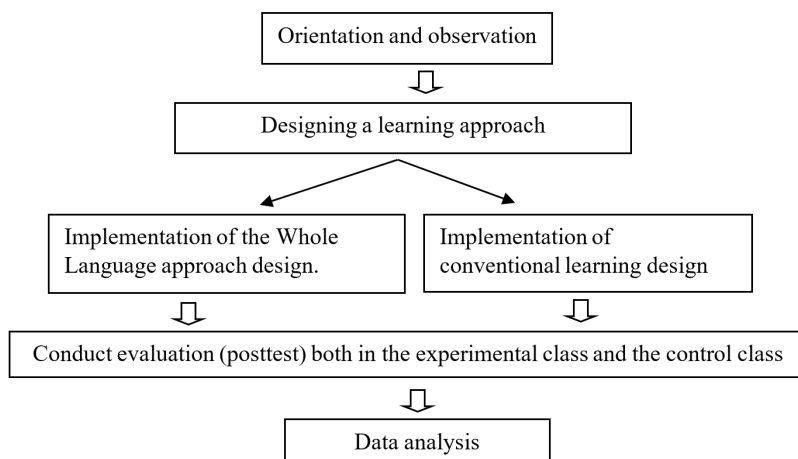 Orientation and observation
Designing a learning approach
Implementation of the Whole
Language approach design.
Implementation of
conventional learning design
Conduct evaluation (posttest) both in the experimental class and the control class
Data analysis